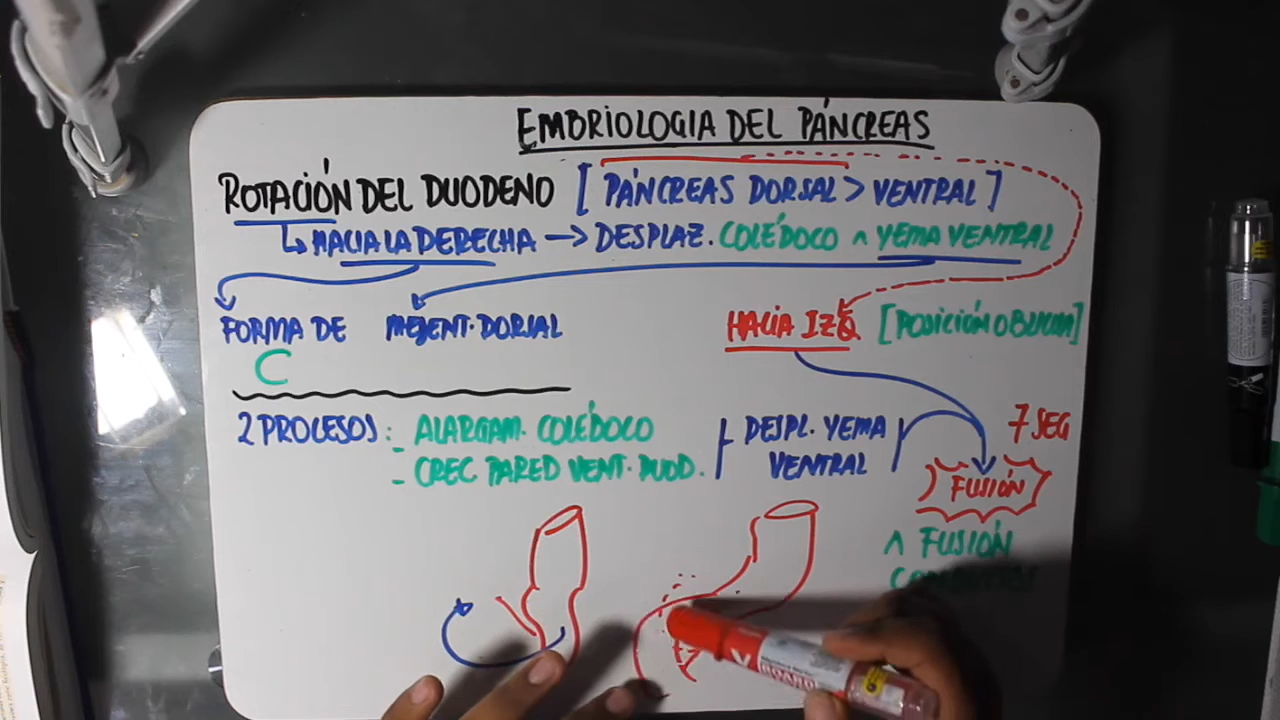 EMBRIOLOGIA DEL PÁNCREAS
ROTACIÓN DEL DUODENO [PÁNCREAS DORSAL > VENTRAL]
HACIA LA DERECHA → DESPLAZ. COLÉDOCO ^ YEMA VENTRAL
FORMA DE
C
MESENT. DORSAL
HACIA IZQ [POSICIÓN OBLICUA]
2 PROCESOS: - ALARGAM. COLÉDOCO
- CREC PARED VENT. DUOD.
DESPL. YEMA
VENTRAL
7 SEG
FUSIÓN
^ FUSIÓN
V BOARD